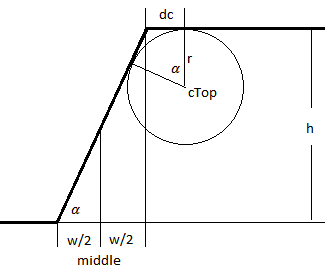 dc
r
α
cTop
h
α
w/2 w/2
middle